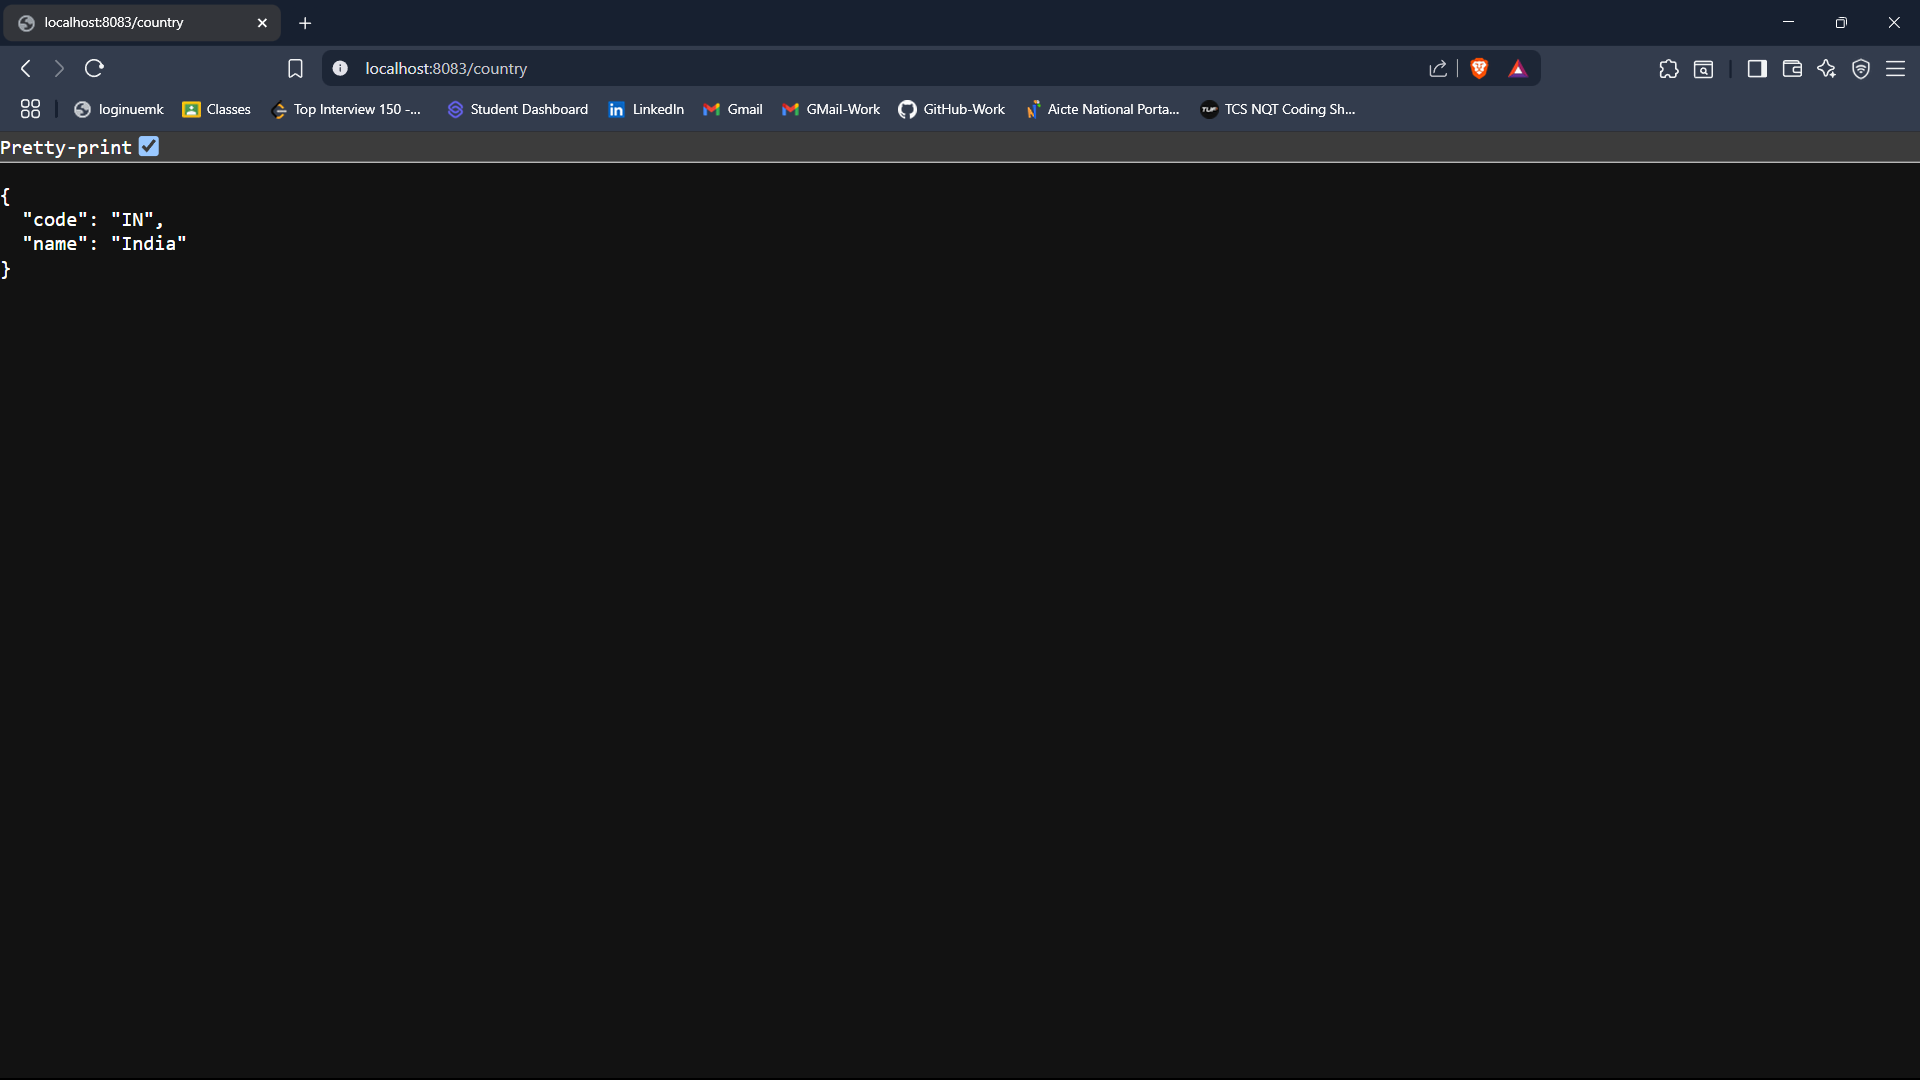 localhost:8083/country
localhost:8083/country
loginuemk Classes Top Interview 150 -... Student Dashboard LinkedIn Gmail GMail-Work GitHub-Work Aicte National Porta... TCS NQT Coding Sh...
Pretty-print
{
  "code": "IN",
  "name": "India"
}